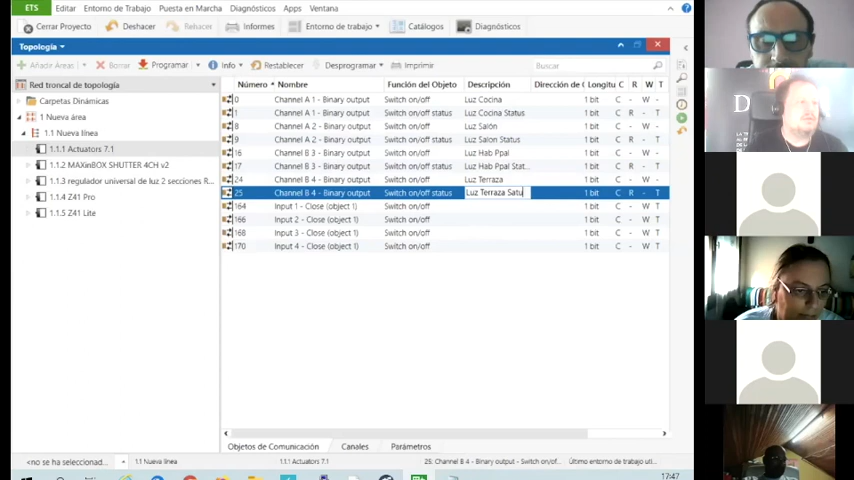 ETS Editar Entorno de Trabajo Puesta en Marcha Diagnósticos Apps Ventana
Cerrar Proyecto Deshacer Rehacer Informes Entorno de trabajo Catálogos Diagnósticos
Topología
Añadir Áreas Borrar Programar Info Restablecer Desprogramar Imprimir Buscar
Red troncal de topología
Carpetas Dinámicas
1 Nueva área
1.1 Nueva línea
1.1.1 Actuators 7.1
1.1.2 MAXinBOX SHUTTER 4CH v2
1.1.3 regulador universal de luz 2 secciones R...
1.1.4 Z41 Pro
1.1.5 Z41 Lite
Número Nombre Función del Objeto Descripción Dirección de Longitu C R W T
0 Channel A 1 - Binary output Switch on/off Luz Cocina 1 bit C - W -
1 Channel A 1 - Binary output Switch on/off status Luz Cocina Status 1 bit C R - T
8 Channel A 2 - Binary output Switch on/off Luz Salón 1 bit C - W -
9 Channel A 2 - Binary output Switch on/off status Luz Salon Status 1 bit C R - T
16 Channel B 3 - Binary output Switch on/off Luz Hab Ppal 1 bit C - W -
17 Channel B 3 - Binary output Switch on/off status Luz Hab Ppal Stat... 1 bit C R - T
24 Channel B 4 - Binary output Switch on/off Luz Terraza 1 bit C - W -
25 Channel B 4 - Binary output Switch on/off status Luz Terraza Satu 1 bit C R - T
164 Input 1 - Close (object 1) Switch on/off 1 bit C - W T
166 Input 2 - Close (object 1) Switch on/off 1 bit C - W T
168 Input 3 - Close (object 1) Switch on/off 1 bit C - W T
170 Input 4 - Close (object 1) Switch on/off 1 bit C - W T
Objetos de Comunicación Canales Parámetros
<no se ha seleccionad... 1.1 Nueva línea 1.1.1 Actuators 7.1 25: Channel B 4 - Binary output - Switch on/of... Último entorno de trabajo uti...
17:47
D